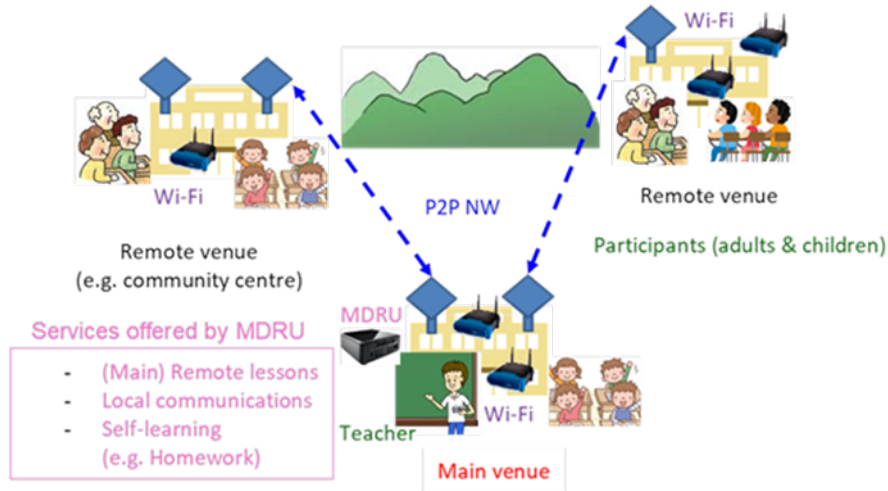 Wi-Fi
Wi-Fi
P2P NW
Remote venue
Remote venue
(e.g. community centre)
Participants (adults & children)
MDRU
Services offered by MDRU
- (Main) Remote lessons
- Local communications
- Self-learning
(e.g. Homework)
Wi-Fi
Teacher
Main venue